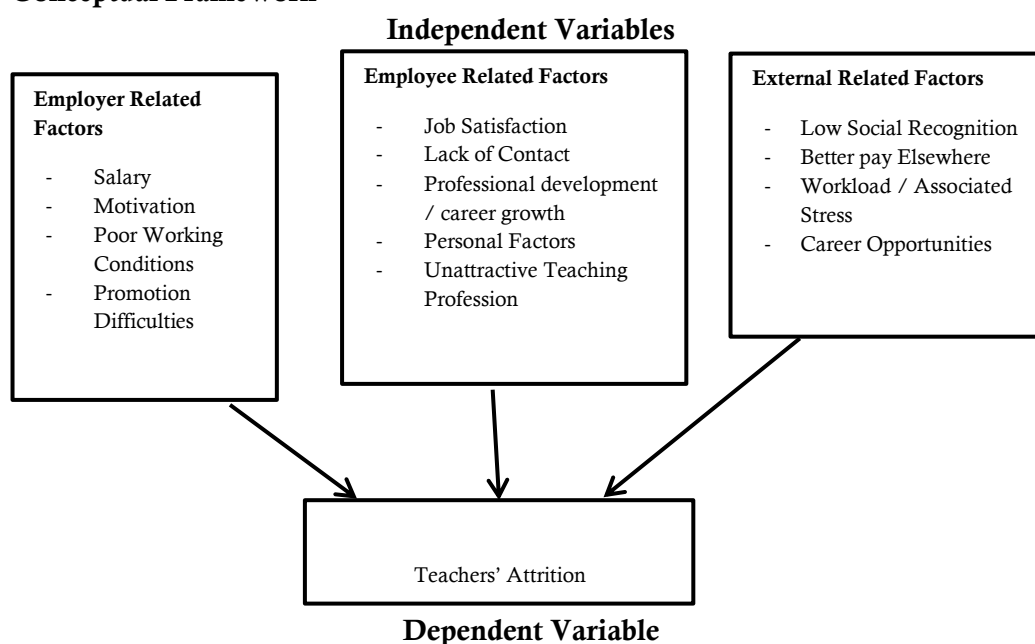 Conceptual Framework
Independent Variables
Employer Related
Factors
- Salary
- Motivation
- Poor Working
Conditions
- Promotion
Difficulties
Employee Related Factors
- Job Satisfaction
- Lack of Contact
- Professional development
/ career growth
- Personal Factors
- Unattractive Teaching
Profession
External Related Factors
- Low Social Recognition
- Better pay Elsewhere
- Workload / Associated
Stress
- Career Opportunities
Teachers' Attrition
Dependent Variable